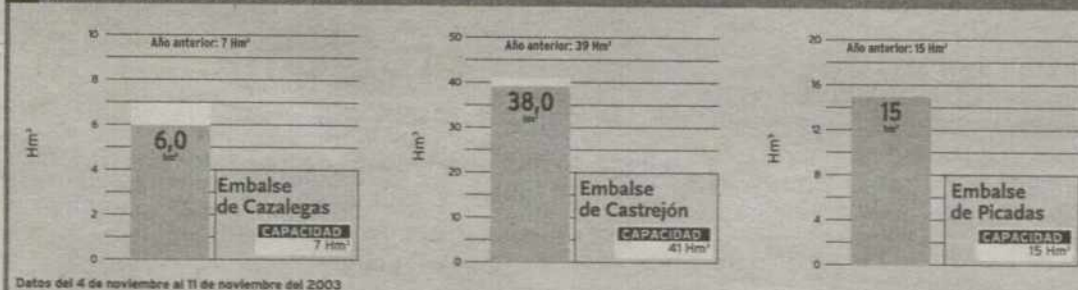 Hm³
10
8
6
4
2
0
Año anterior: 7 Hm³
6,0
hm³
Embalse
de Cazalegas
CAPACIDAD
7 Hm³
Hm³
50
40
30
20
10
0
Año anterior: 39 Hm³
38,0
hm³
Embalse
de Castrejón
CAPACIDAD
41 Hm³
Hm³
20
16
12
8
4
0
Año anterior: 15 Hm³
15
hm³
Embalse
de Picadas
CAPACIDAD
15 Hm³
Datos del 4 de noviembre al 11 de noviembre del 2003